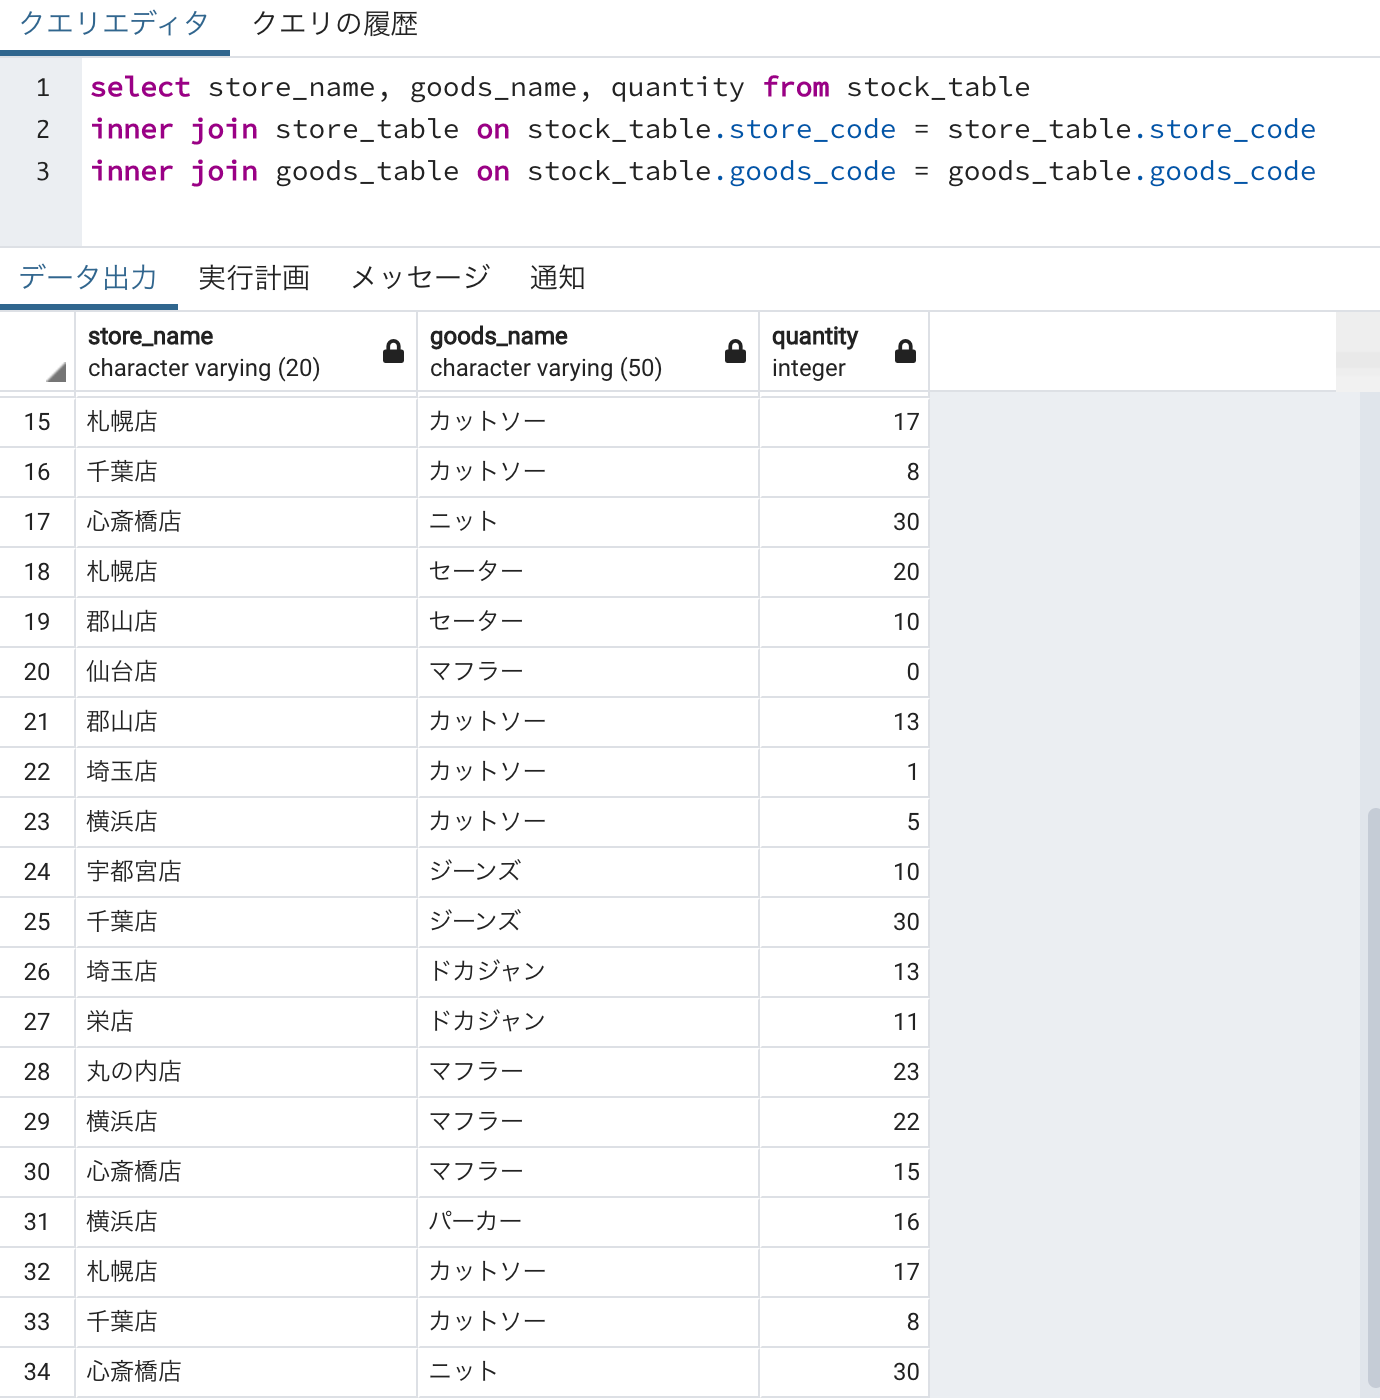 クエリエディタ クエリの履歴
1 select store_name, goods_name, quantity from stock_table
2 inner join store_table on stock_table.store_code = store_table.store_code
3 inner join goods_table on stock_table.goods_code = goods_table.goods_code
データ出力 実行計画 メッセージ 通知
store_name goods_name quantity
character varying (20) character varying (50) integer
15 札幌店 カットソー 17
16 千葉店 カットソー 8
17 心斎橋店 ニット 30
18 札幌店 セーター 20
19 郡山店 セーター 10
20 仙台店 マフラー 0
21 郡山店 カットソー 13
22 埼玉店 カットソー 1
23 横浜店 カットソー 5
24 宇都宮店 ジーンズ 10
25 千葉店 ジーンズ 30
26 埼玉店 ドカジャン 13
27 栄店 ドカジャン 11
28 丸の内店 マフラー 23
29 横浜店 マフラー 22
30 心斎橋店 マフラー 15
31 横浜店 パーカー 16
32 札幌店 カットソー 17
33 千葉店 カットソー 8
34 心斎橋店 ニット 30